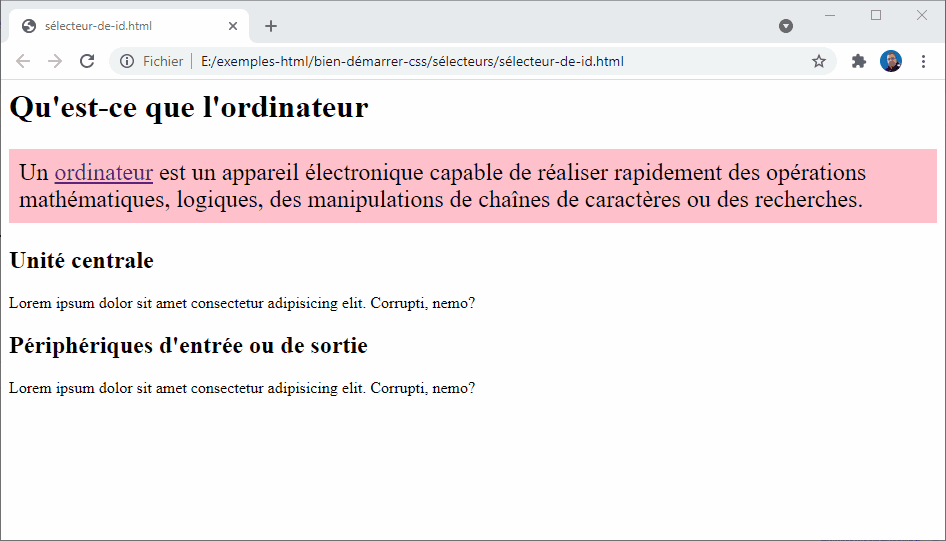 sélecteur-de-id.html
Fichier E:/exemples-html/bien-démarrer-css/sélecteurs/sélecteur-de-id.html
Qu'est-ce que l'ordinateur
Un ordinateur est un appareil électronique capable de réaliser rapidement des opérations
mathématiques, logiques, des manipulations de chaînes de caractères ou des recherches.
Unité centrale
Lorem ipsum dolor sit amet consectetur adipisicing elit. Corrupti, nemo?
Périphériques d'entrée ou de sortie
Lorem ipsum dolor sit amet consectetur adipisicing elit. Corrupti, nemo?